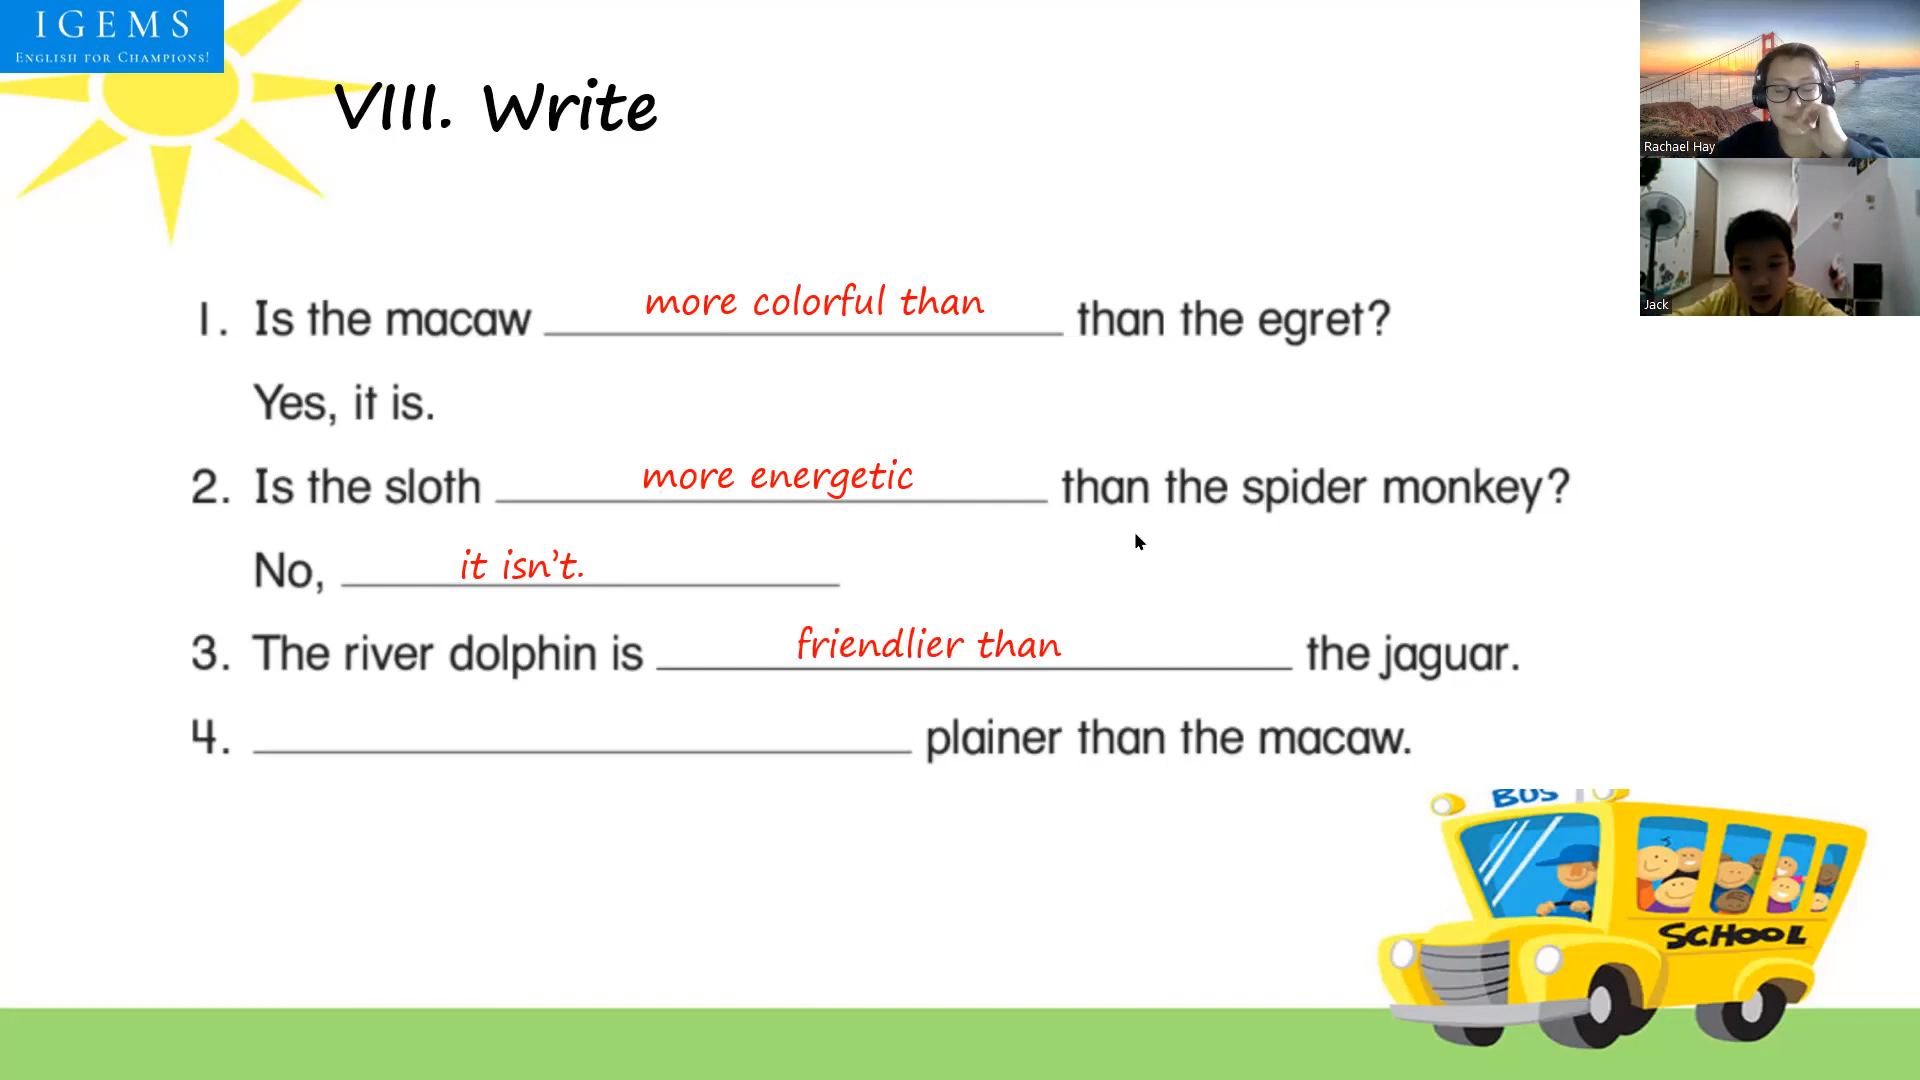 IGEMS
ENGLISH FOR CHAMPIONS!
VIII. Write
Rachael Hay
Jack
1. Is the macaw more colorful than than the egret?
Yes, it is.
2. Is the sloth more energetic than the spider monkey?
No, it isn't.
3. The river dolphin is friendlier than the jaguar.
4. plainer than the macaw.
BUS
SCHOOL